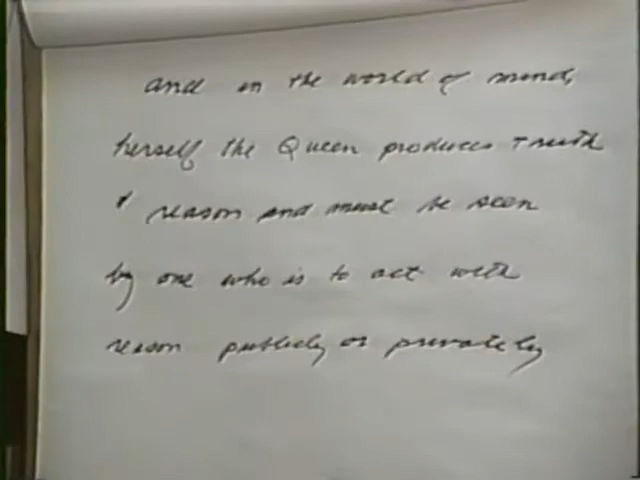 and in the world of mind,
herself the Queen produces truth
& reason and must be seen
by one who is to act with
reason publicly or privately